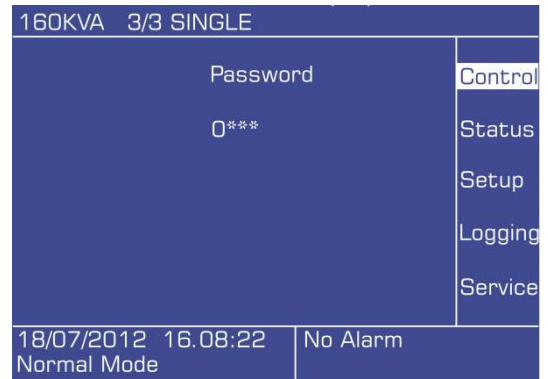 160KVA 3/3 SINGLE
Password
0***
Control
Status
Setup
Logging
Service
18/07/2012 16.08:22
Normal Mode
No Alarm